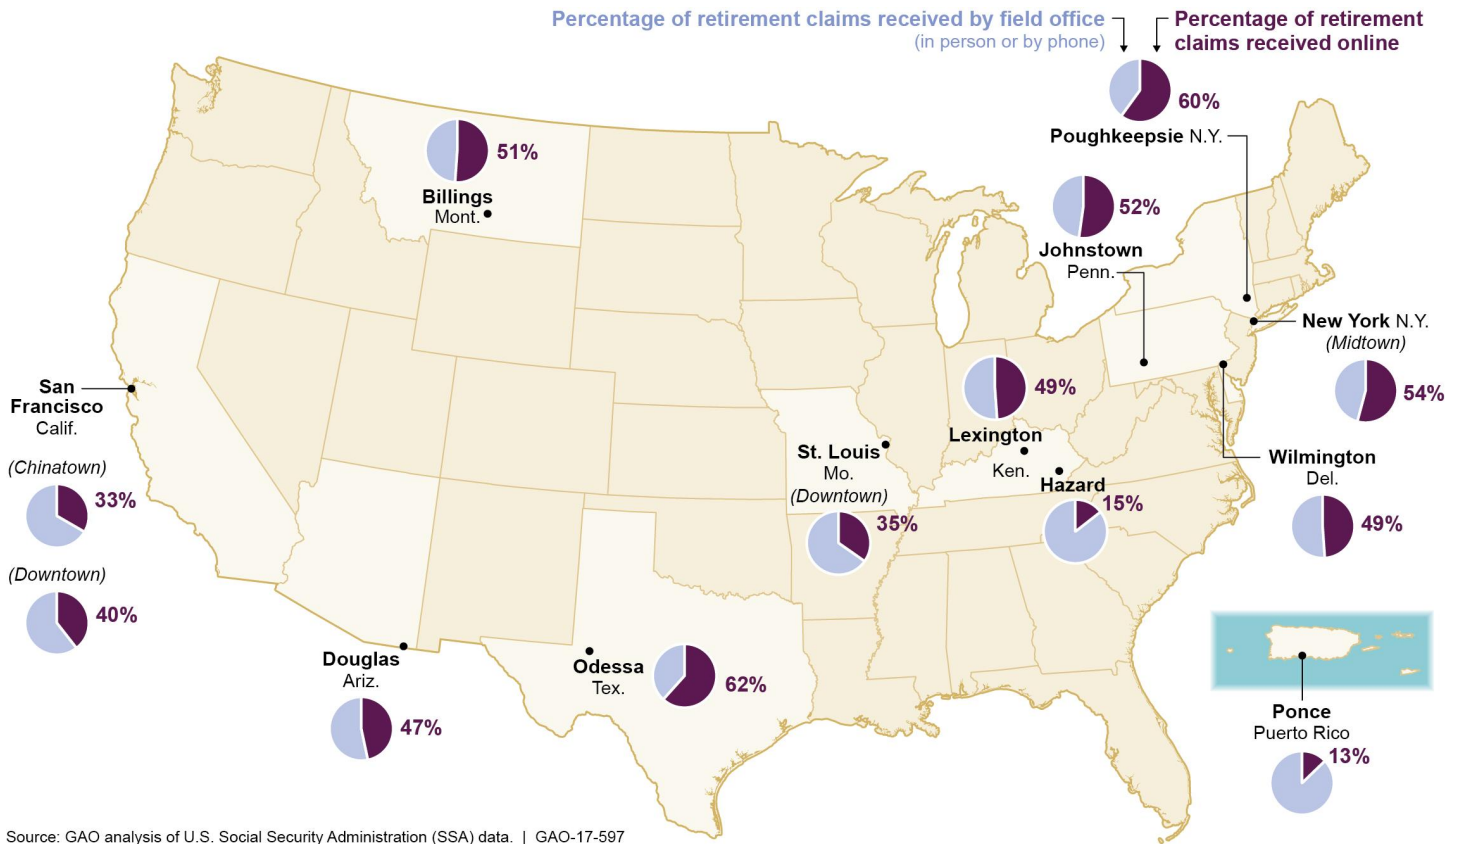 Percentage of retirement claims received by field office
(in person or by phone)
Percentage of retirement
claims received online
60%
Poughkeepsie N.Y.
51%
Billings
Mont.
52%
Johnstown
Penn.
New York N.Y.
(Midtown)
54%
San
Francisco
Calif.
(Chinatown)
33%
(Downtown)
40%
49%
Lexington
Ken.
St. Louis
Mo.
(Downtown)
35%
Hazard
15%
Wilmington
Del.
49%
Douglas
Ariz.
47%
Odessa
Tex.
62%
Ponce
Puerto Rico
13%
Source: GAO analysis of U.S. Social Security Administration (SSA) data. | GAO-17-597